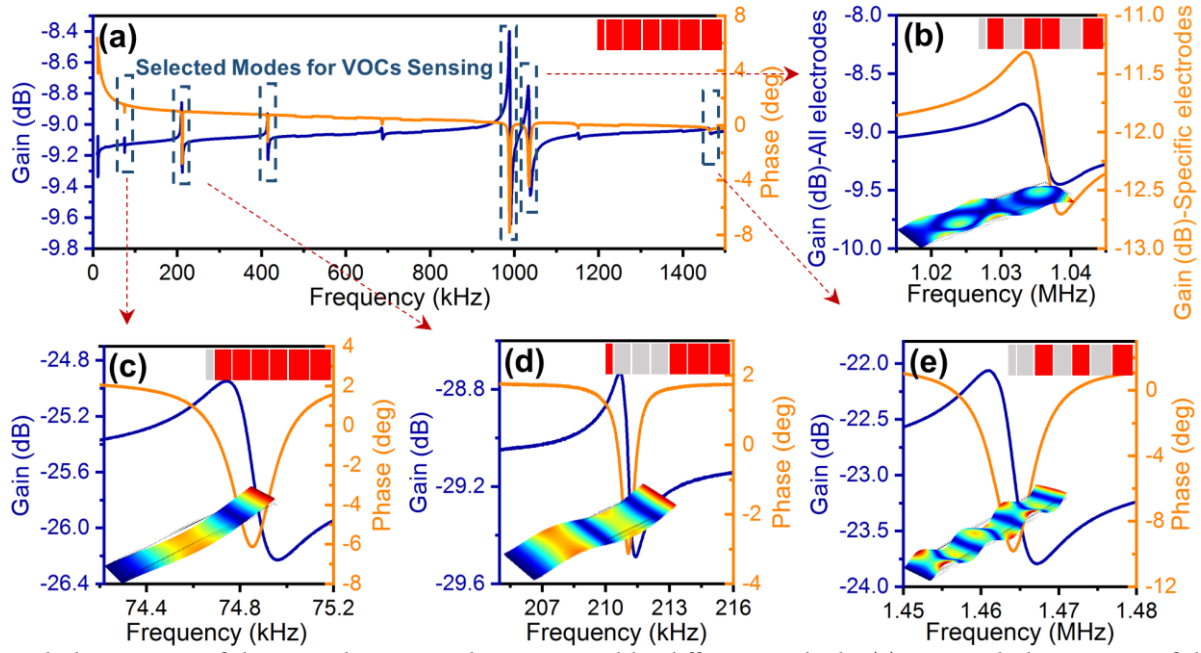 (a)
Selected Modes for VOCs Sensing
Gain (dB)
-8.4
-8.6
-8.8
-9.0
-9.2
-9.4
-9.6
-9.8
Phase (deg)
8
4
0
-4
-8
0 200 400 600 800 1000 1200 1400
Frequency (kHz)
(b)
Gain (dB)-All electrodes
-8.0
-8.5
-9.0
-9.5
-10.0
Gain (dB)-Specific electrodes
-11.0
-11.5
-12.0
-12.5
-13.0
1.02 1.03 1.04
Frequency (MHz)
(c)
Gain (dB)
-24.8
-25.2
-25.6
-26.0
-26.4
Phase (deg)
4
2
0
-2
-4
-6
-8
74.4 74.8 75.2
Frequency (kHz)
(d)
Gain (dB)
-28.8
-29.2
-29.6
Phase (deg)
2
0
-2
-4
207 210 213 216
Frequency (kHz)
(e)
Gain (dB)
-22.0
-22.5
-23.0
-23.5
-24.0
Phase (deg)
0
-4
-8
-12
1.45 1.46 1.47 1.48
Frequency (MHz)